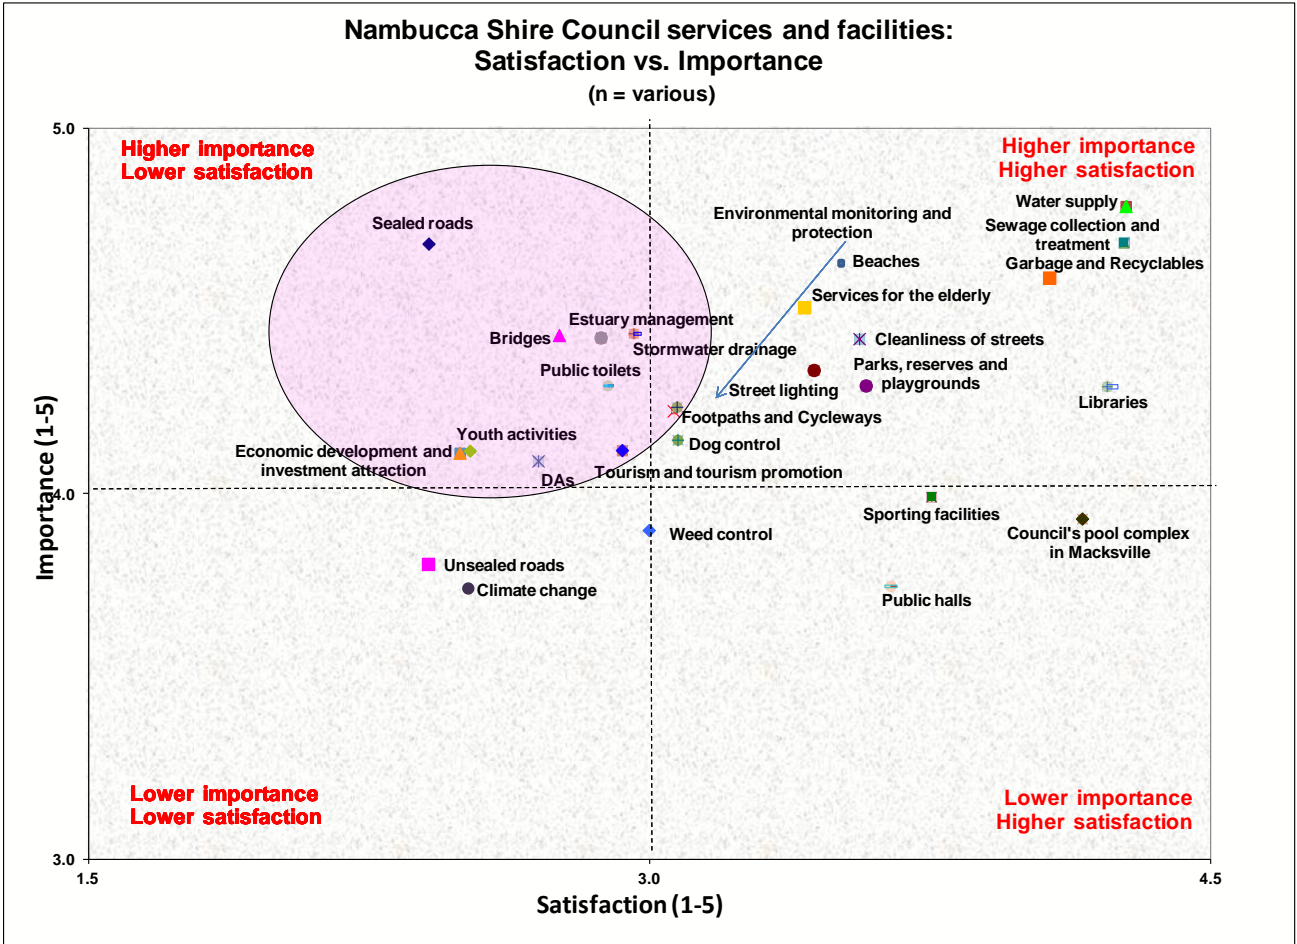 Nambucca Shire Council services and facilities:
Satisfaction vs. Importance
(n = various)
5.0
Higher importance
Lower satisfaction
Higher importance
Higher satisfaction
Water supply
Sealed roads
Environmental monitoring and
protection
Sewage collection and
treatment
Beaches
Garbage and Recyclables
Services for the elderly
Estuary management
Bridges
Stormwater drainage
Cleanliness of streets
Public toilets
Parks, reserves and
playgrounds
Street lighting
Libraries
Footpaths and Cycleways
Youth activities
Dog control
Economic development and
investment attraction
DAs
Tourism and tourism promotion
4.0
Sporting facilities
Weed control
Council's pool complex
in Macksville
Unsealed roads
Climate change
Public halls
Importance (1-5)
Lower importance
Lower satisfaction
Lower importance
Higher satisfaction
3.0
1.5
3.0
4.5
Satisfaction (1-5)